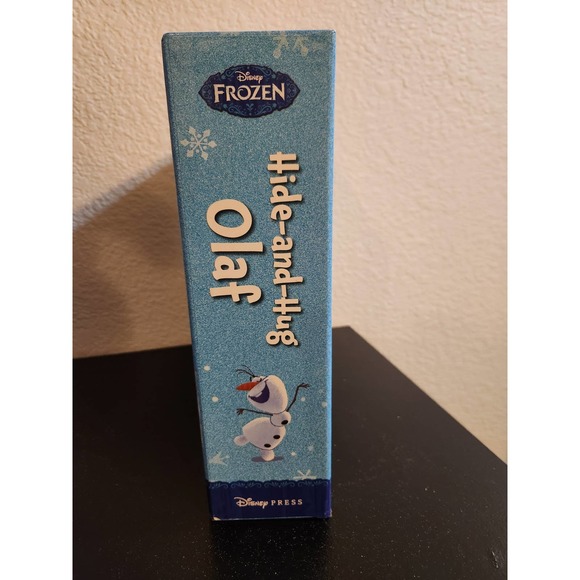 Disney
FROZEN
Hide-and-Hug
Olaf
Disney PRESS